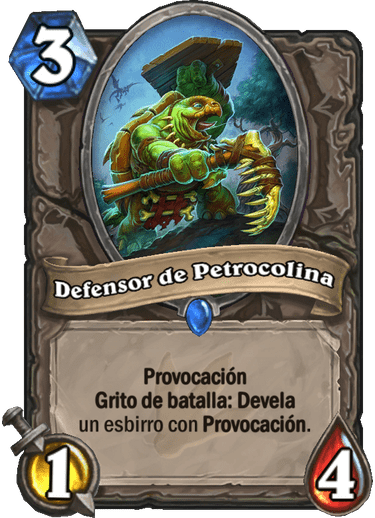 3
Defensor de Petrocolina
Provocación
Grito de batalla: Devela
un esbirro con Provocación.
1
4